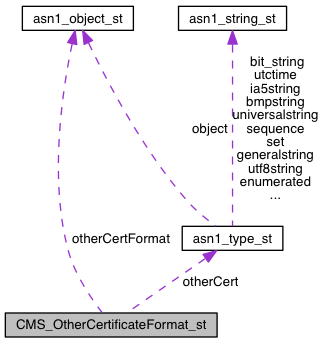 asn1_object_st
asn1_string_st
bit_string
utctime
ia5string
bmpstring
universalstring
sequence
set
generalstring
utf8string
enumerated
...
object
otherCertFormat
asn1_type_st
otherCert
CMS_OtherCertificateFormat_st